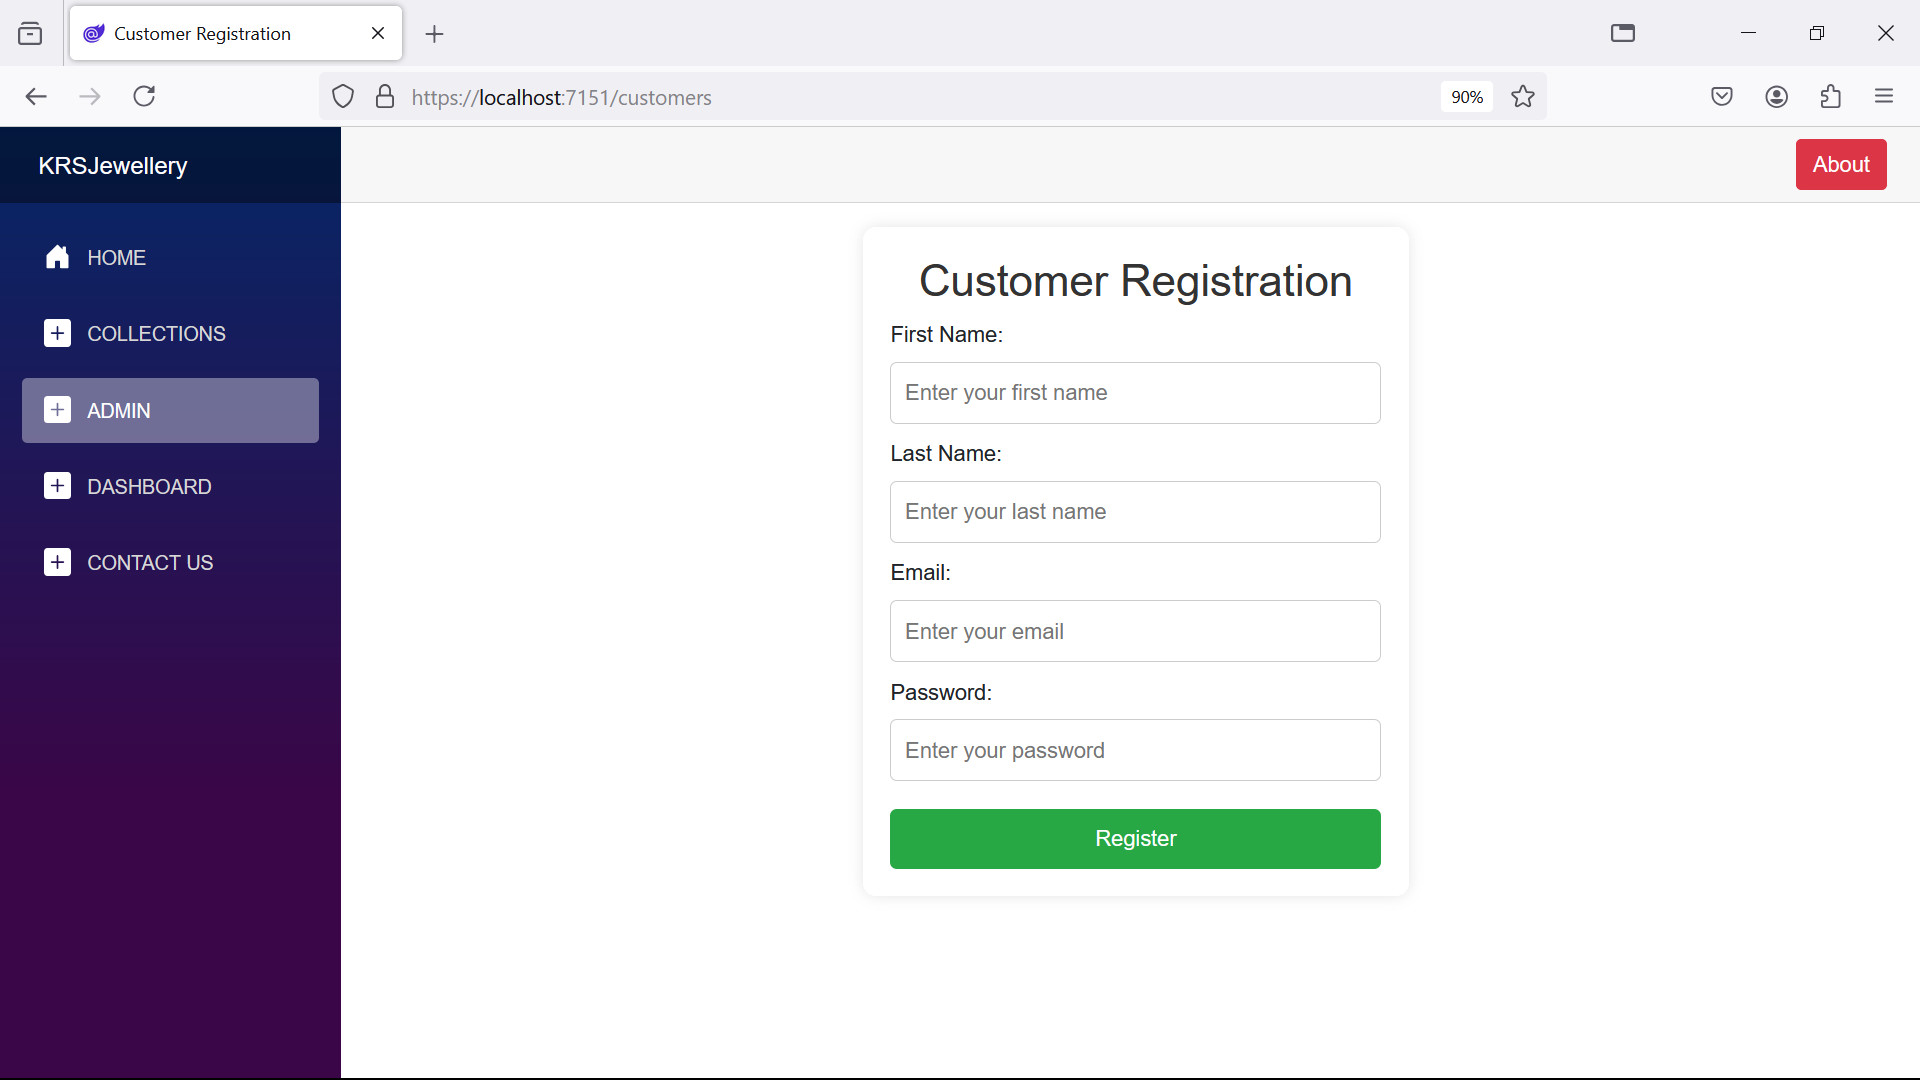 Customer Registration
https://localhost:7151/customers
90%
KRSJewellery
About
HOME
COLLECTIONS
ADMIN
DASHBOARD
CONTACT US
Customer Registration
First Name:
Enter your first name
Last Name:
Enter your last name
Email:
Enter your email
Password:
Enter your password
Register